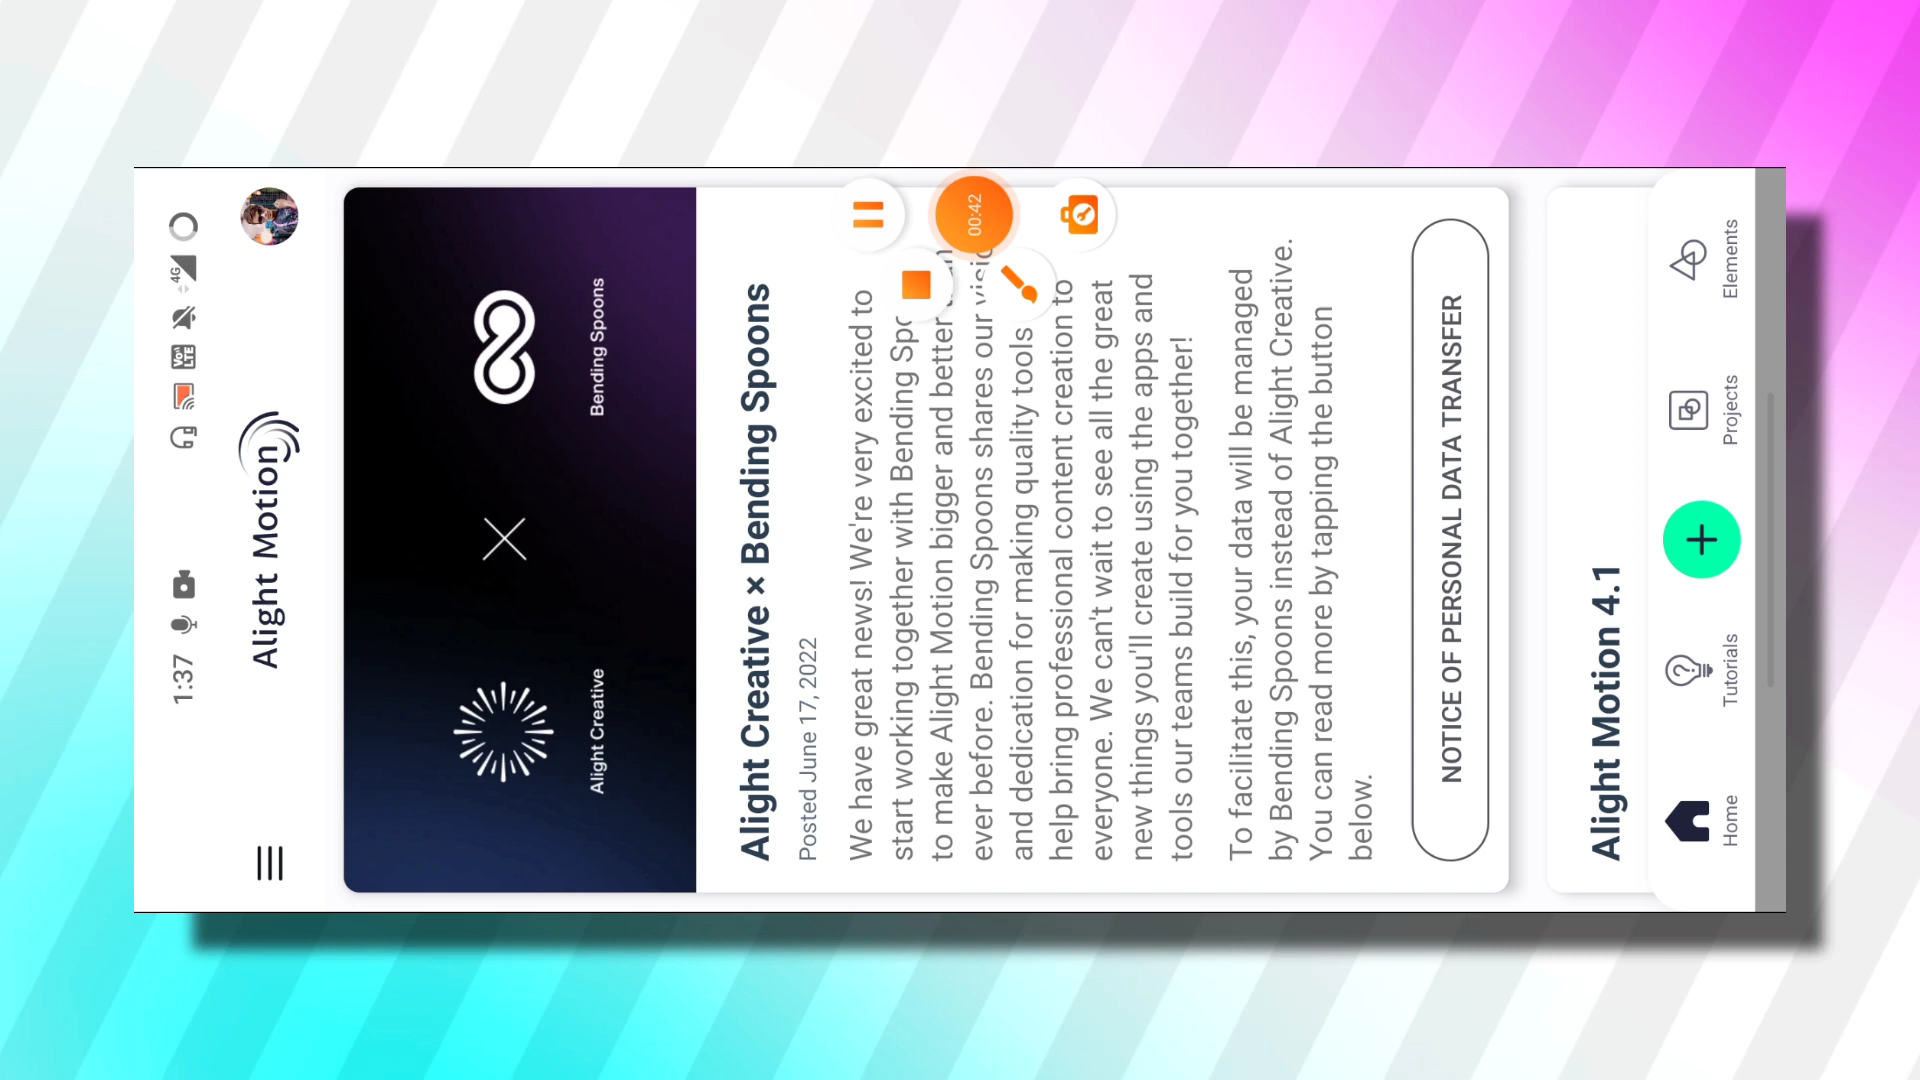 1:37
4G
Vo)) LTE
Alight Motion
00:42
Alight Creative
Bending Spoons
Alight Creative × Bending Spoons
Posted June 17, 2022
We have great news! We're very excited to
start working together with Bending
to make Alight Motion bigger and better
ever before. Bending Spoons shares our
and dedication for making quality tools
help bring professional content creation to
everyone. We can't wait to see all the great
new things you'll create using the apps and
tools our teams build for you together!
To facilitate this, your data will be managed
by Bending Spoons instead of Alight Creative.
You can read more by tapping the button
below.
NOTICE OF PERSONAL DATA TRANSFER
Alight Motion 4.1
Home
Tutorials
Projects
Elements